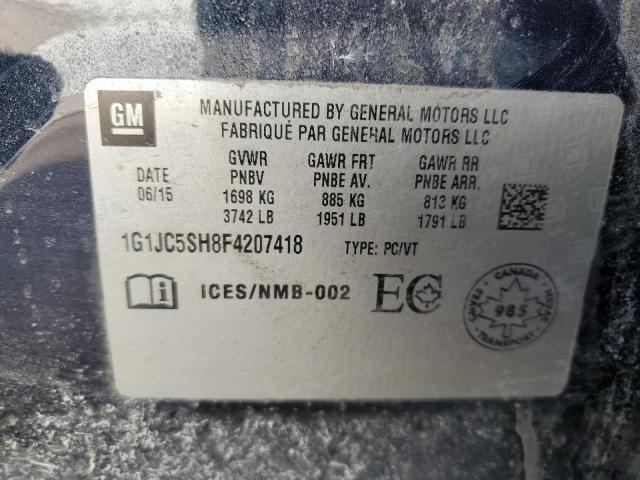 GM
MANUFACTURED BY GENERAL MOTORS LLC
FABRIQUÉ PAR GENERAL MOTORS LLC
DATE
06/15
GVWR
PNBV
1698 KG
3742 LB
GAWR FRT
PNBE AV.
885 KG
1951 LB
GAWR RR
PNBE ARR.
813 KG
1791 LB
1G1JC5SH8F4207418 TYPE: PC/VT
ICES/NMB-002 EC
CANADA
985
TRANSPORT